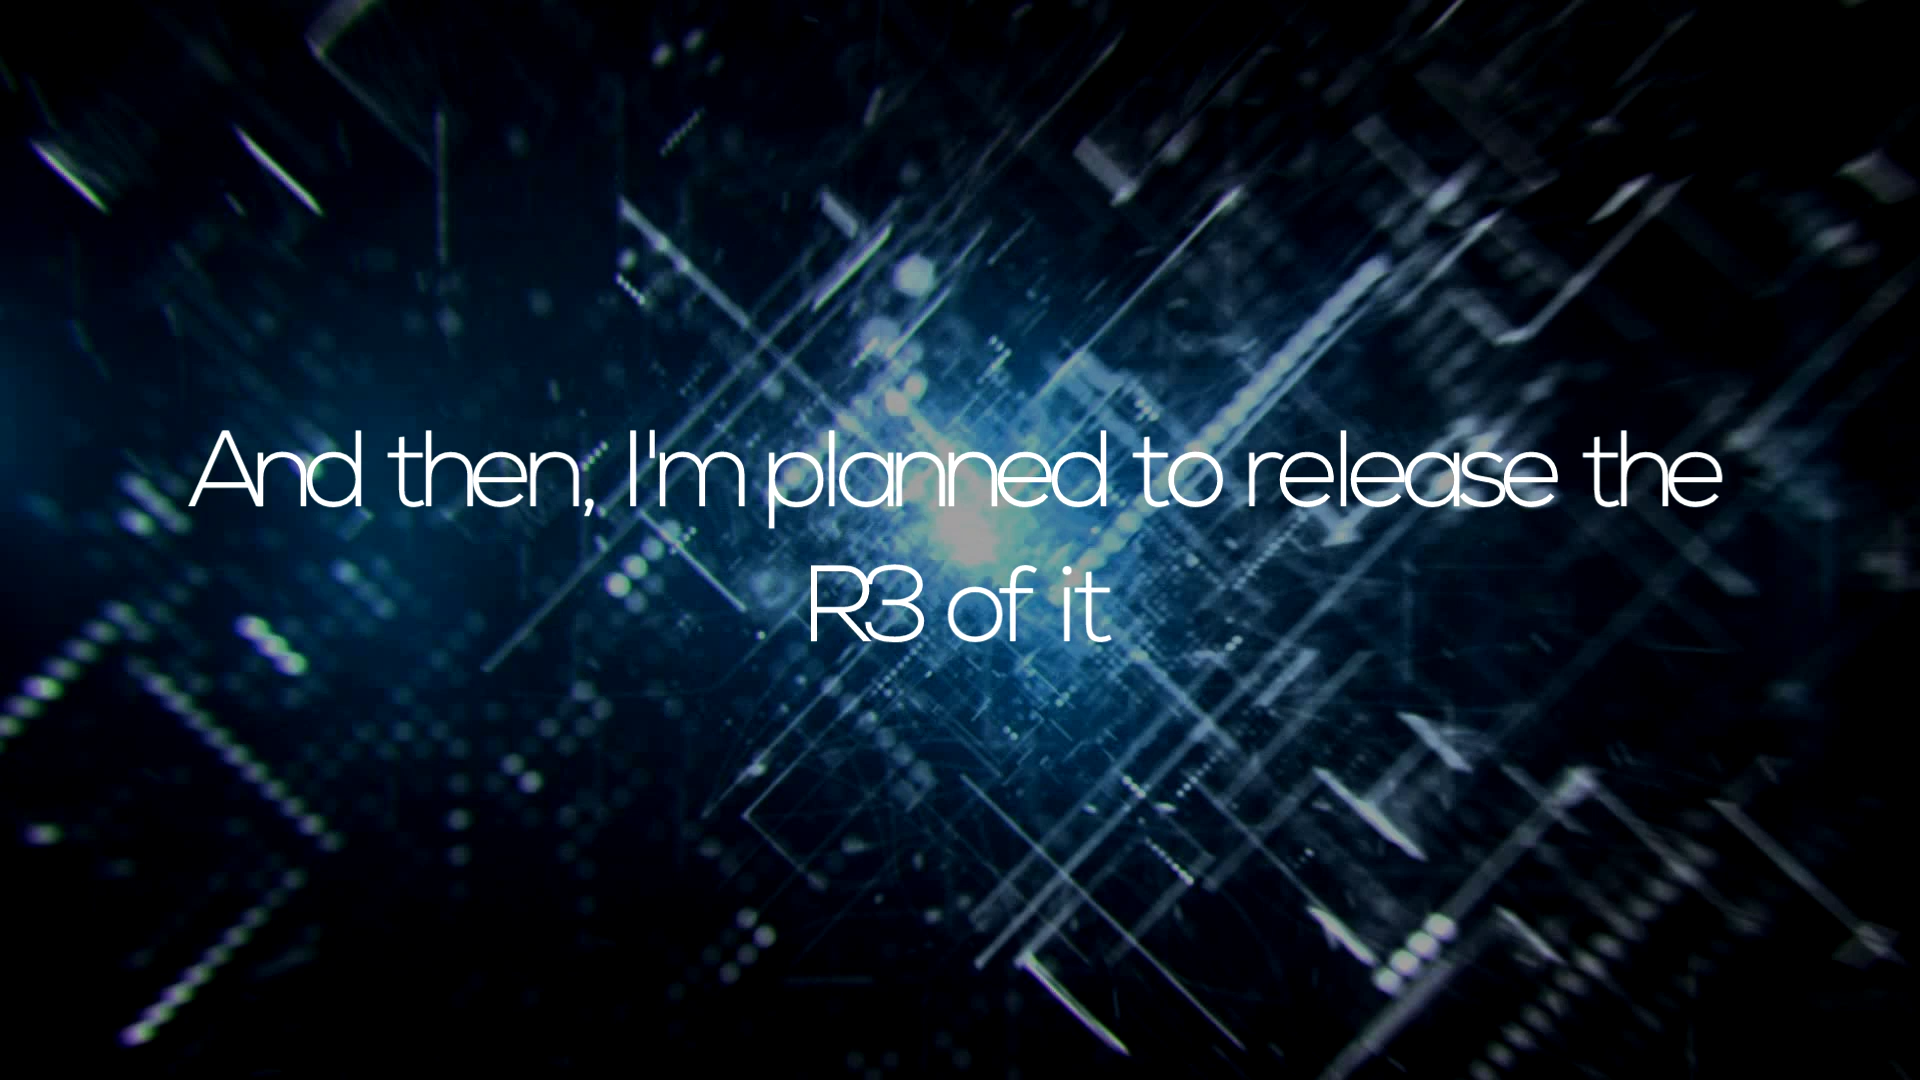 And then, I'm planned to release the
R3 of it